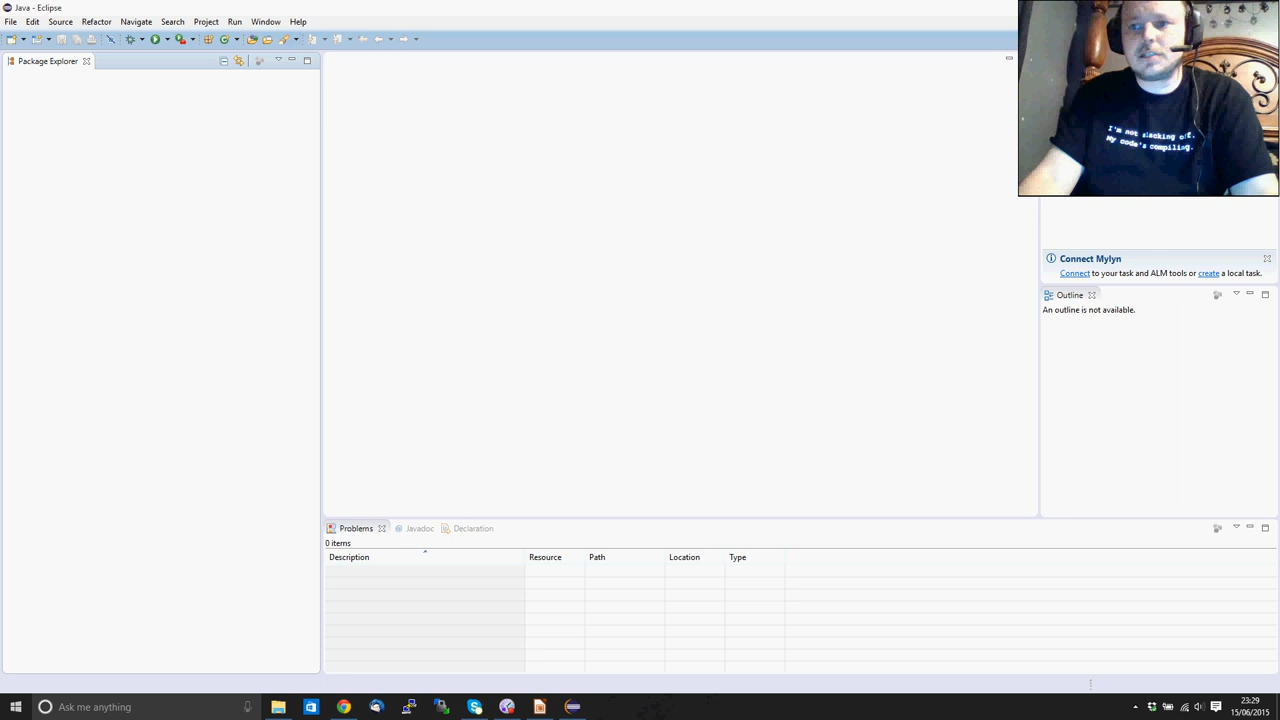 Java - Eclipse
File Edit Source Refactor Navigate Search Project Run Window Help
Package Explorer
I'm not slacking off.
My code's compiling.
Connect Mylyn
Connect to your task and ALM tools or create a local task.
Outline
An outline is not available.
Problems Javadoc Declaration
0 items
Description Resource Path Location Type
Ask me anything
23:29
15/06/2015